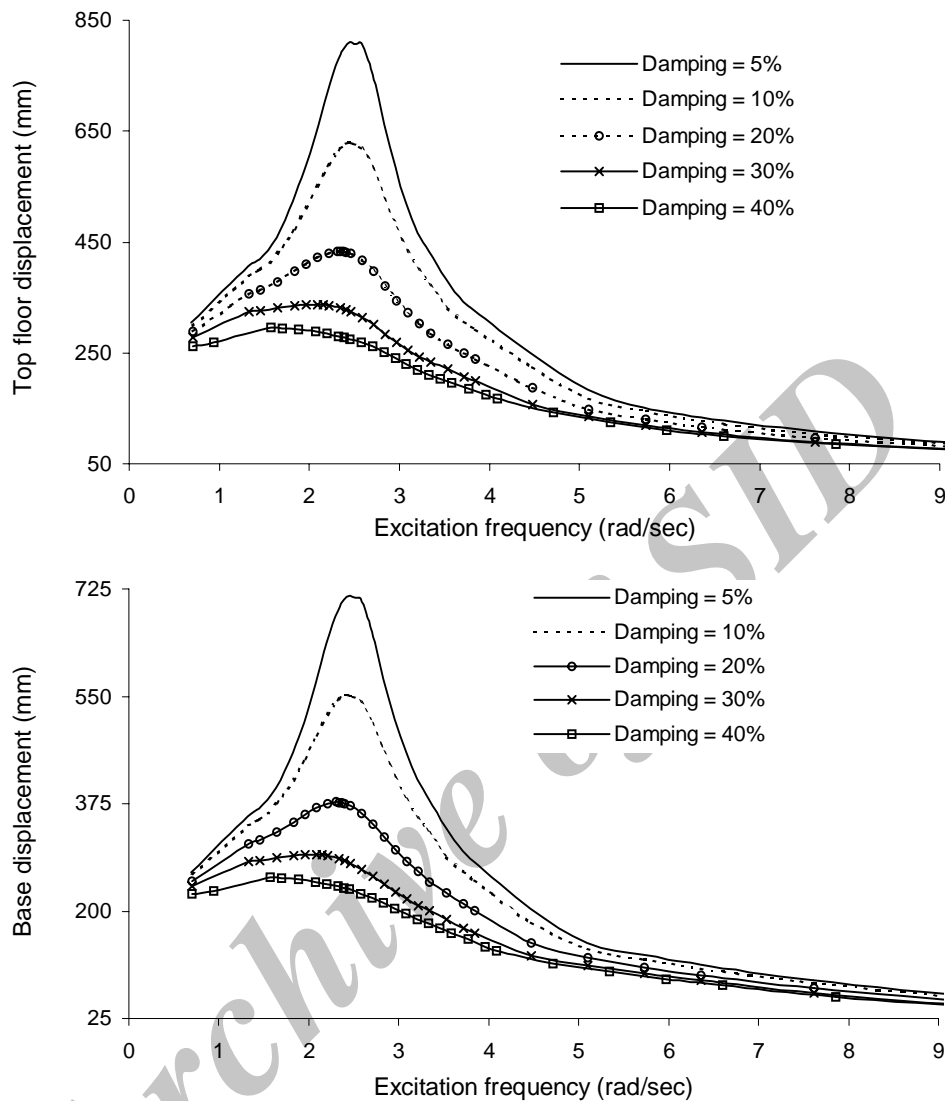 850
650
450
250
50
Top floor displacement (mm)
Damping = 5%
Damping = 10%
Damping = 20%
Damping = 30%
Damping = 40%
0 1 2 3 4 5 6 7 8 9
Excitation frequency (rad/sec)
725
550
375
200
25
Base displacement (mm)
Damping = 5%
Damping = 10%
Damping = 20%
Damping = 30%
Damping = 40%
0 1 2 3 4 5 6 7 8 9
Excitation frequency (rad/sec)
Archive of SID